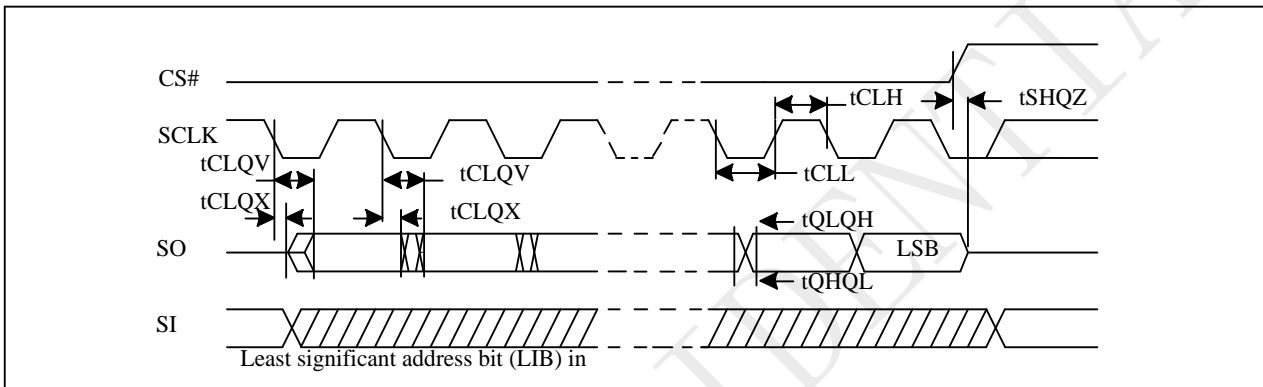 CS#
tCLH
tSHQZ
SCLK
tCLQV
tCLQV
tCLL
tCLQX
tCLQX
tQLQH
SO
LSB
tQHQL
SI
Least significant address bit (LIB) in
IDENTIA